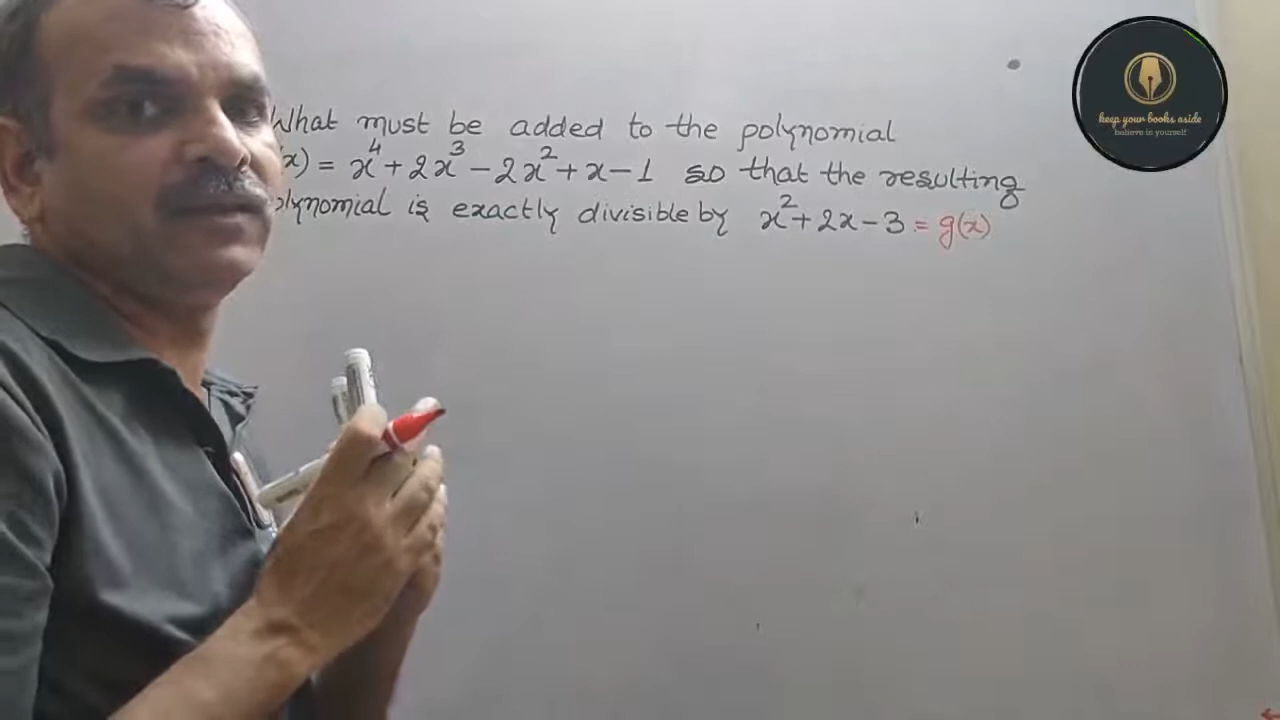 What must be added to the polynomial
(x) = x⁴ + 2x³ - 2x² + x - 1 so that the resulting
olynomial is exactly divisible by x² + 2x - 3 = g(x)
keep your books aside
believe in yourself